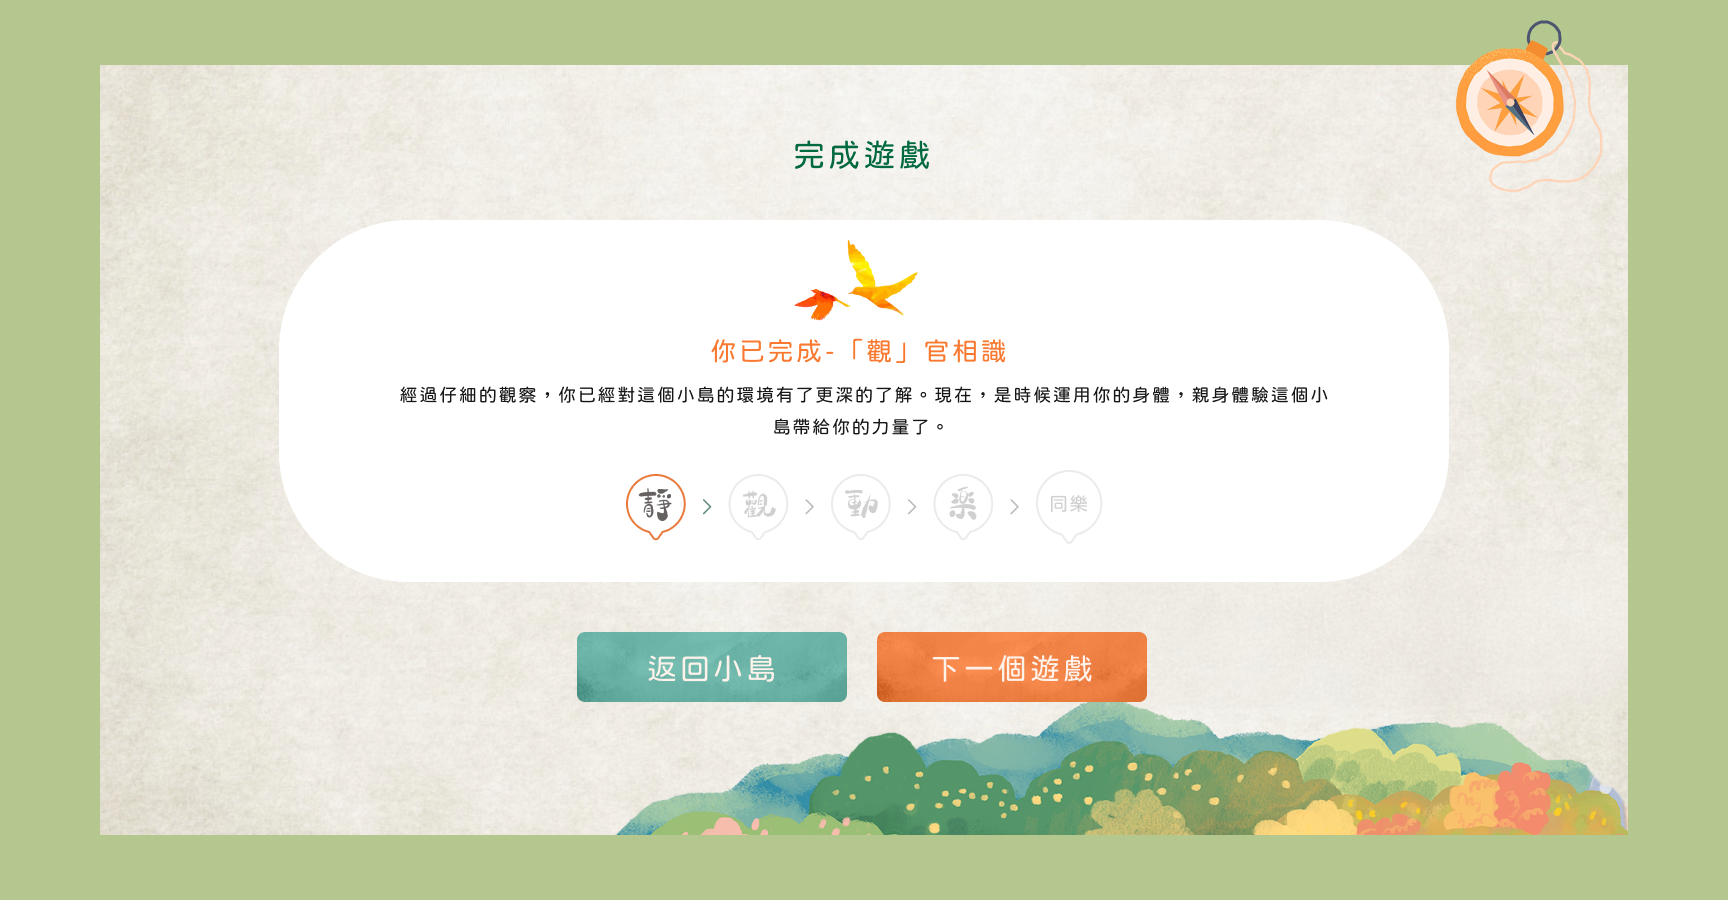 完成遊戲
你已完成-「觀」官相識
經過仔細的觀察，你已經對這個小島的環境有了更深的了解。現在，是時候運用你的身體，親身體驗這個小
島帶給你的力量了。
靜 > 觀 > 動 > 樂 > 同樂
返回小島
下一個遊戲